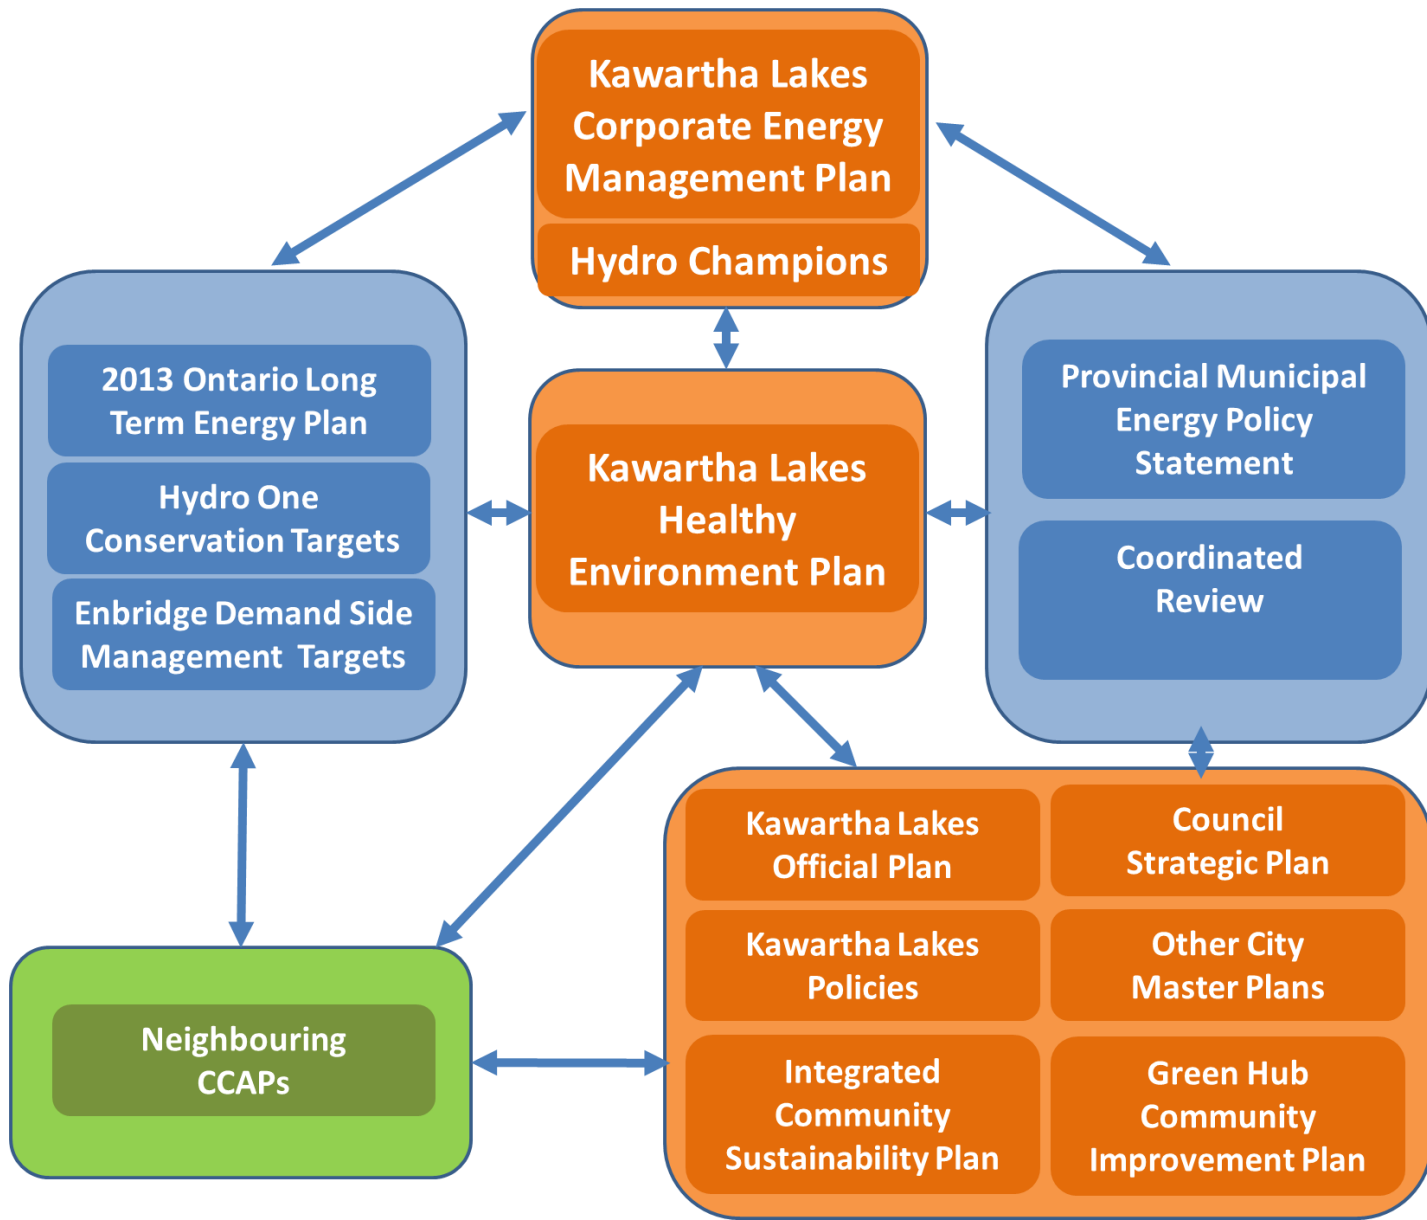 Kawartha Lakes
Corporate Energy
Management Plan
Hydro Champions
2013 Ontario Long
Term Energy Plan
Hydro One
Conservation Targets
Enbridge Demand Side
Management Targets
Kawartha Lakes
Healthy
Environment Plan
Provincial Municipal
Energy Policy
Statement
Coordinated
Review
Neighbouring
CCAPs
Kawartha Lakes
Official Plan
Council
Strategic Plan
Kawartha Lakes
Policies
Other City
Master Plans
Integrated
Community
Sustainability Plan
Green Hub
Community
Improvement Plan